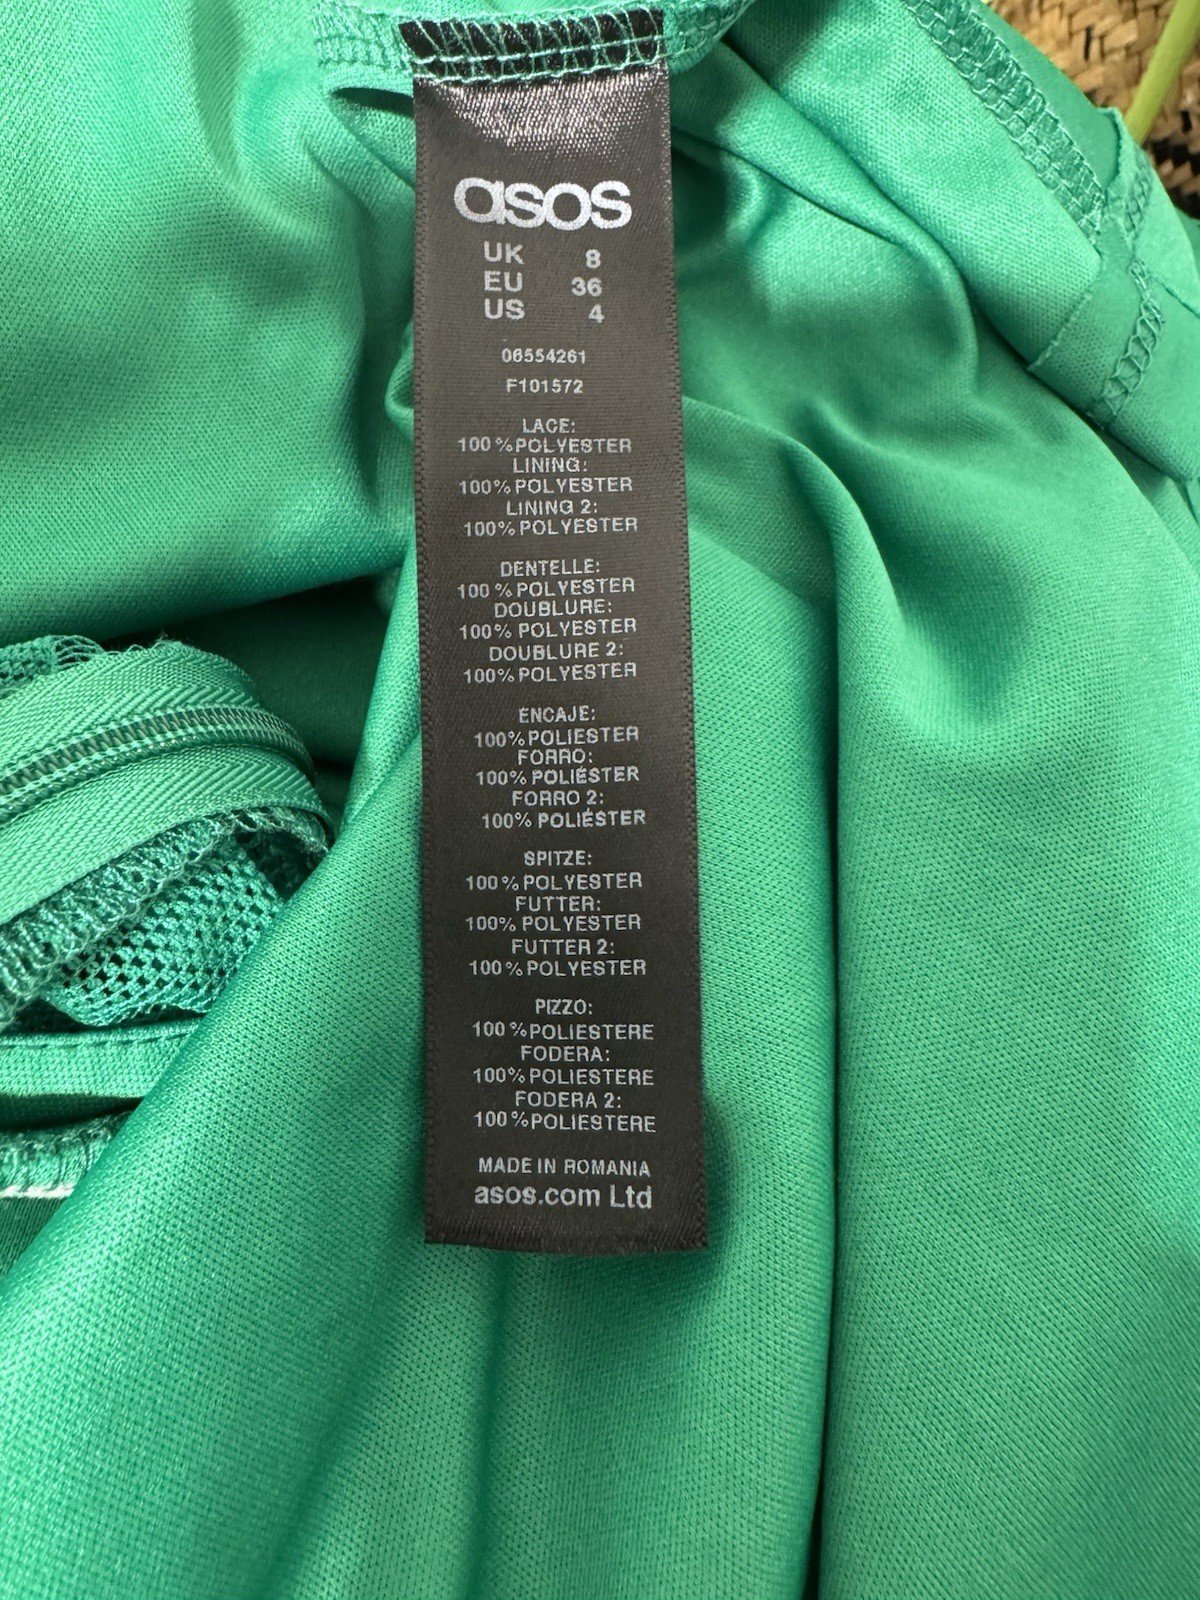 asos
UK 8
EU 36
US 4
06554261
F101572
LACE:
100%POLYESTER
LINING:
100%POLYESTER
LINING 2:
100%POLYESTER
DENTELLE:
100%POLYESTER
DOUBLURE:
100% POLYESTER
DOUBLURE 2:
100%POLYESTER
ENCAJE:
100%POLIESTER
FORRO:
100% POLIÉSTER
FORRO 2:
100% POLIÉSTER
SPITZE:
100%POLYESTER
FUTTER:
100% POLYESTER
FUTTER 2:
100%POLYESTER
PIZZO:
100%POLIESTERE
FODERA:
100%POLIESTERE
FODERA 2:
100%POLIESTERE
MADE IN ROMANIA
asos.com Ltd